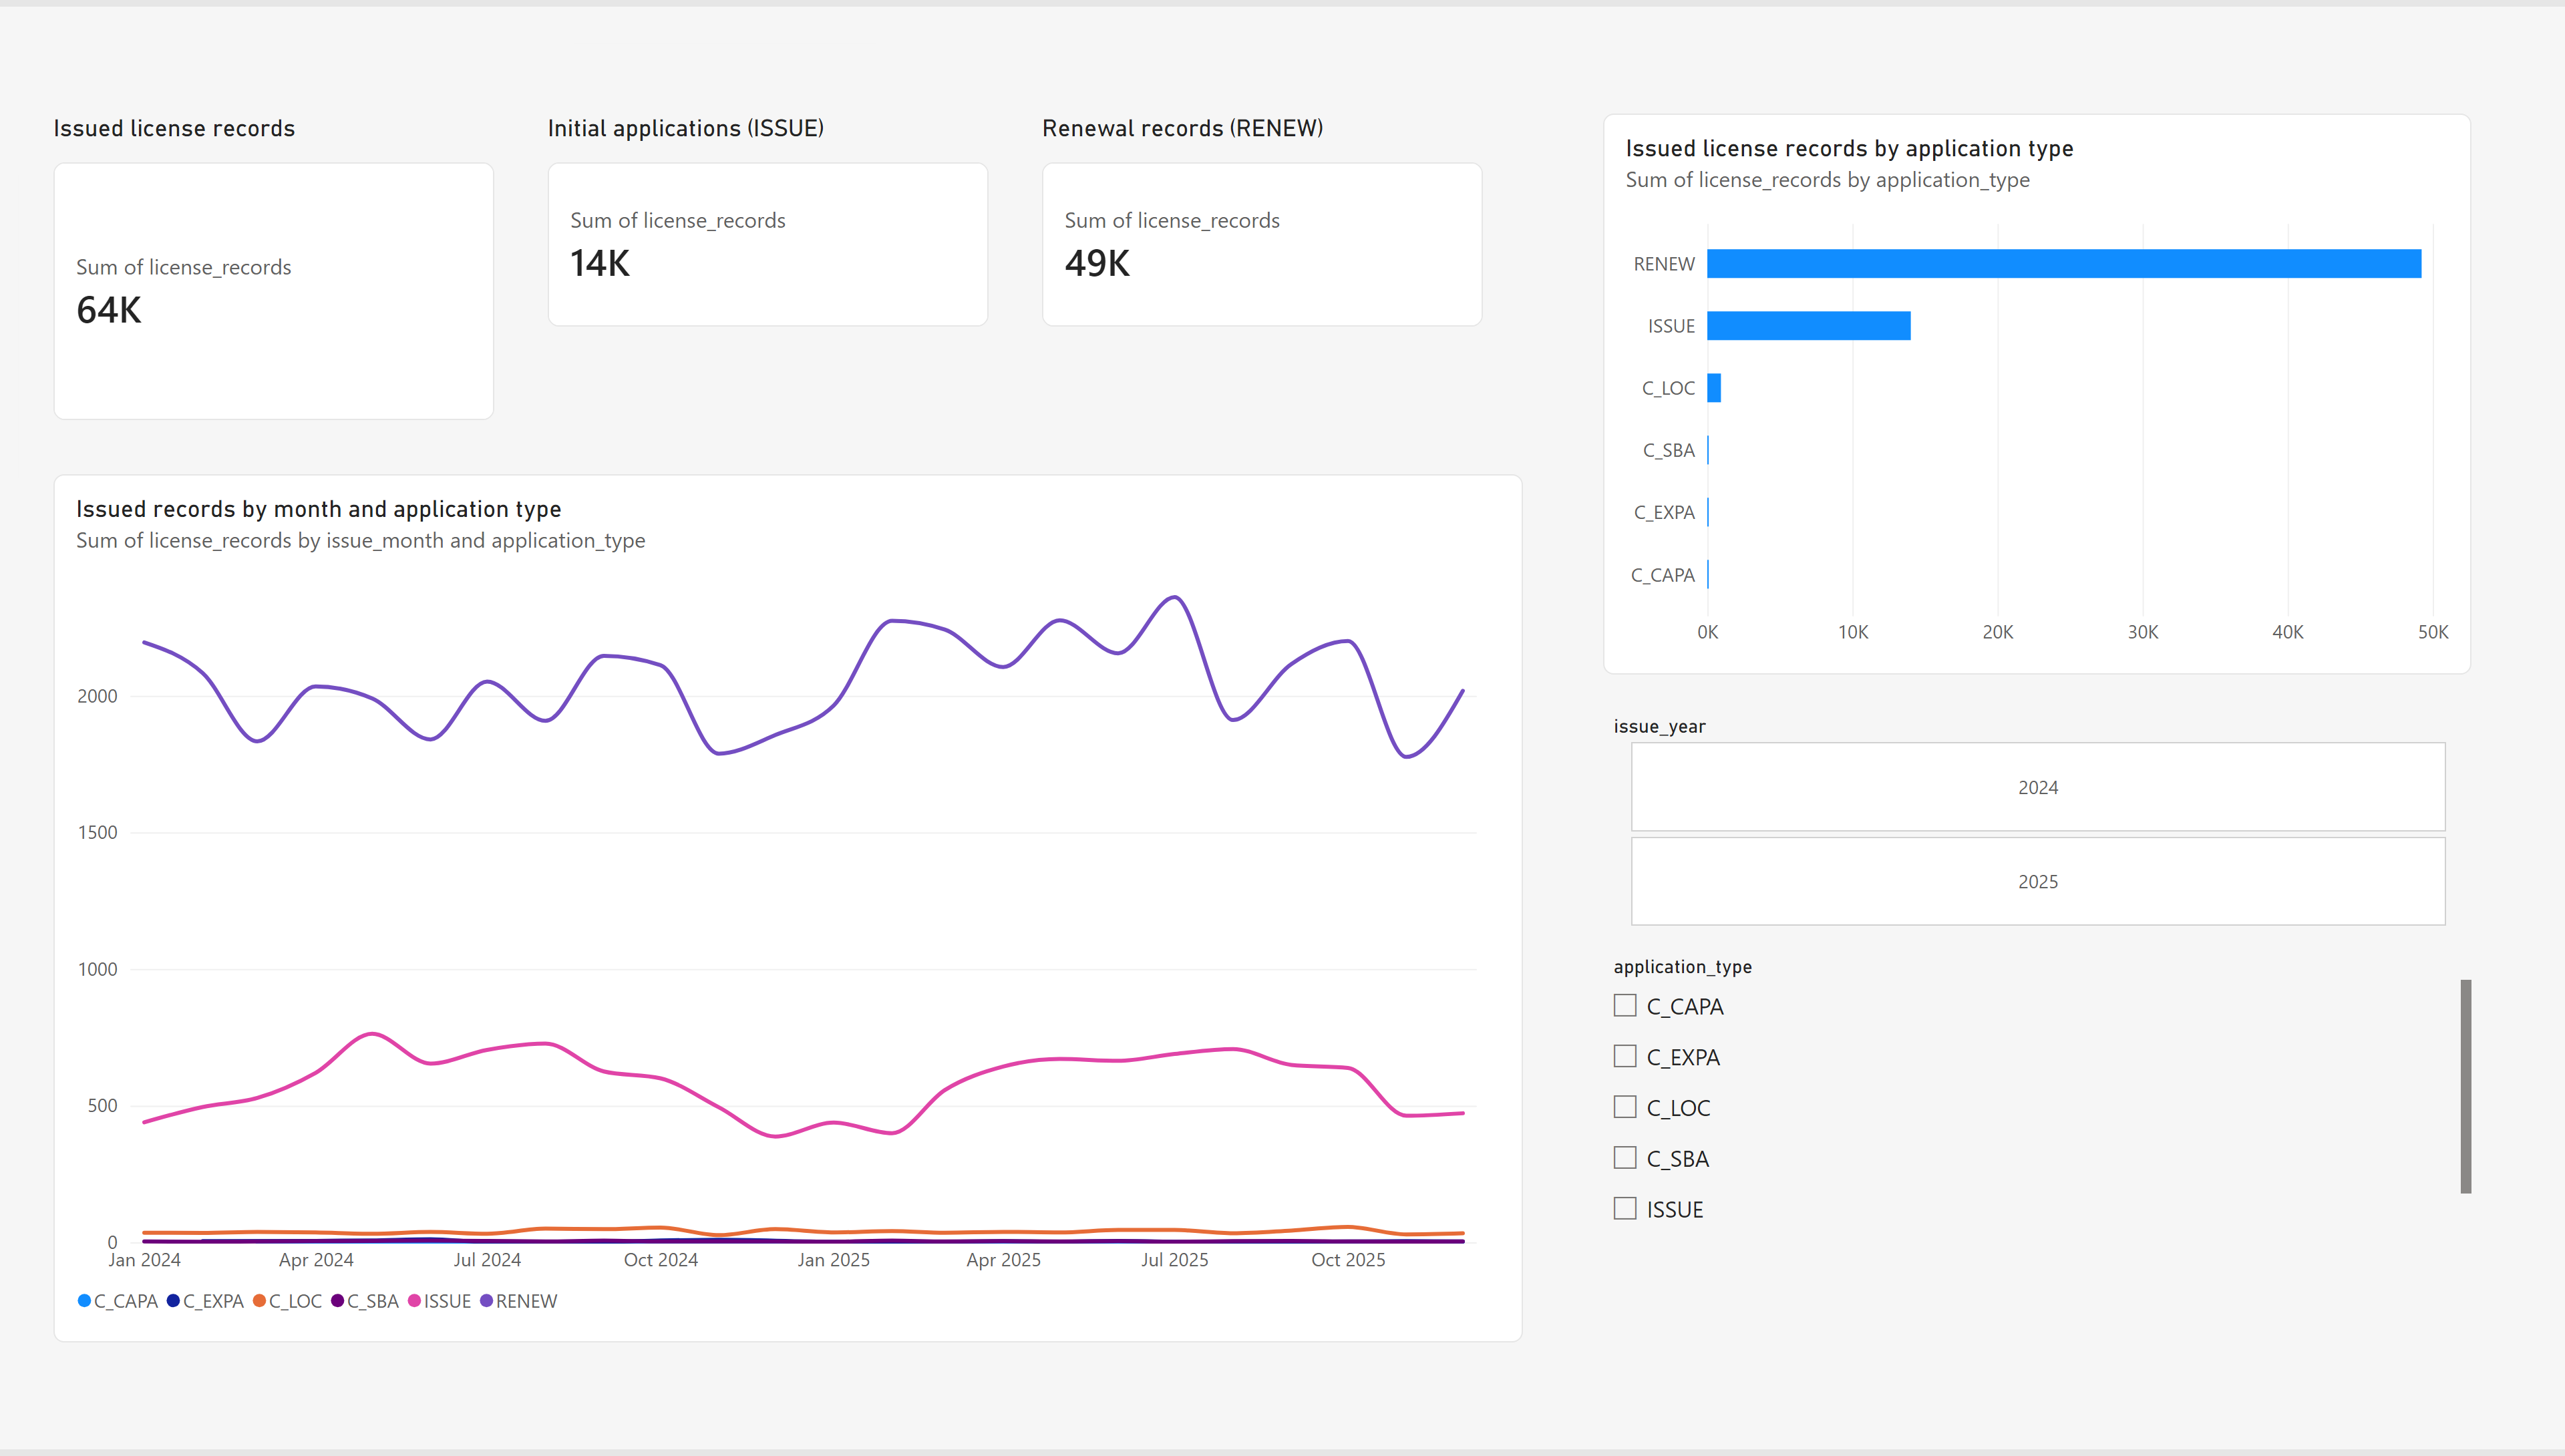 Issued license records
Sum of license_records
64K
Initial applications (ISSUE)
Sum of license_records
14K
Renewal records (RENEW)
Sum of license_records
49K
Issued license records by application type
Sum of license_records by application_type
RENEW
ISSUE
C_LOC
C_SBA
C_EXPA
C_CAPA
0K 10K 20K 30K 40K 50K
Issued records by month and application type
Sum of license_records by issue_month and application_type
2000
1500
1000
500
0
Jan 2024 Apr 2024 Jul 2024 Oct 2024 Jan 2025 Apr 2025 Jul 2025 Oct 2025
C_CAPA C_EXPA C_LOC C_SBA ISSUE RENEW
issue_year
2024
2025
application_type
C_CAPA
C_EXPA
C_LOC
C_SBA
ISSUE